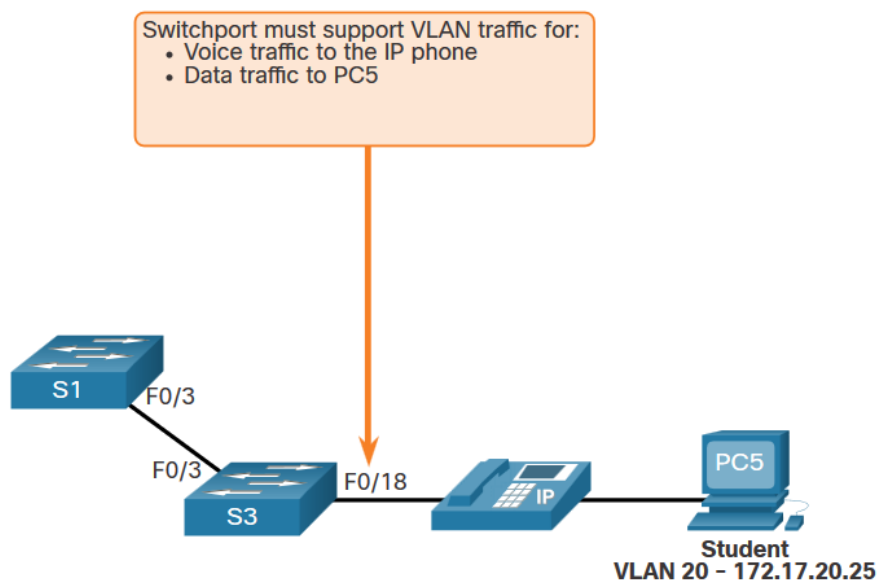 Switchport must support VLAN traffic for:
• Voice traffic to the IP phone
• Data traffic to PC5
S1
F0/3
F0/3
S3
F0/18
IP
PC5
Student
VLAN 20 – 172.17.20.25